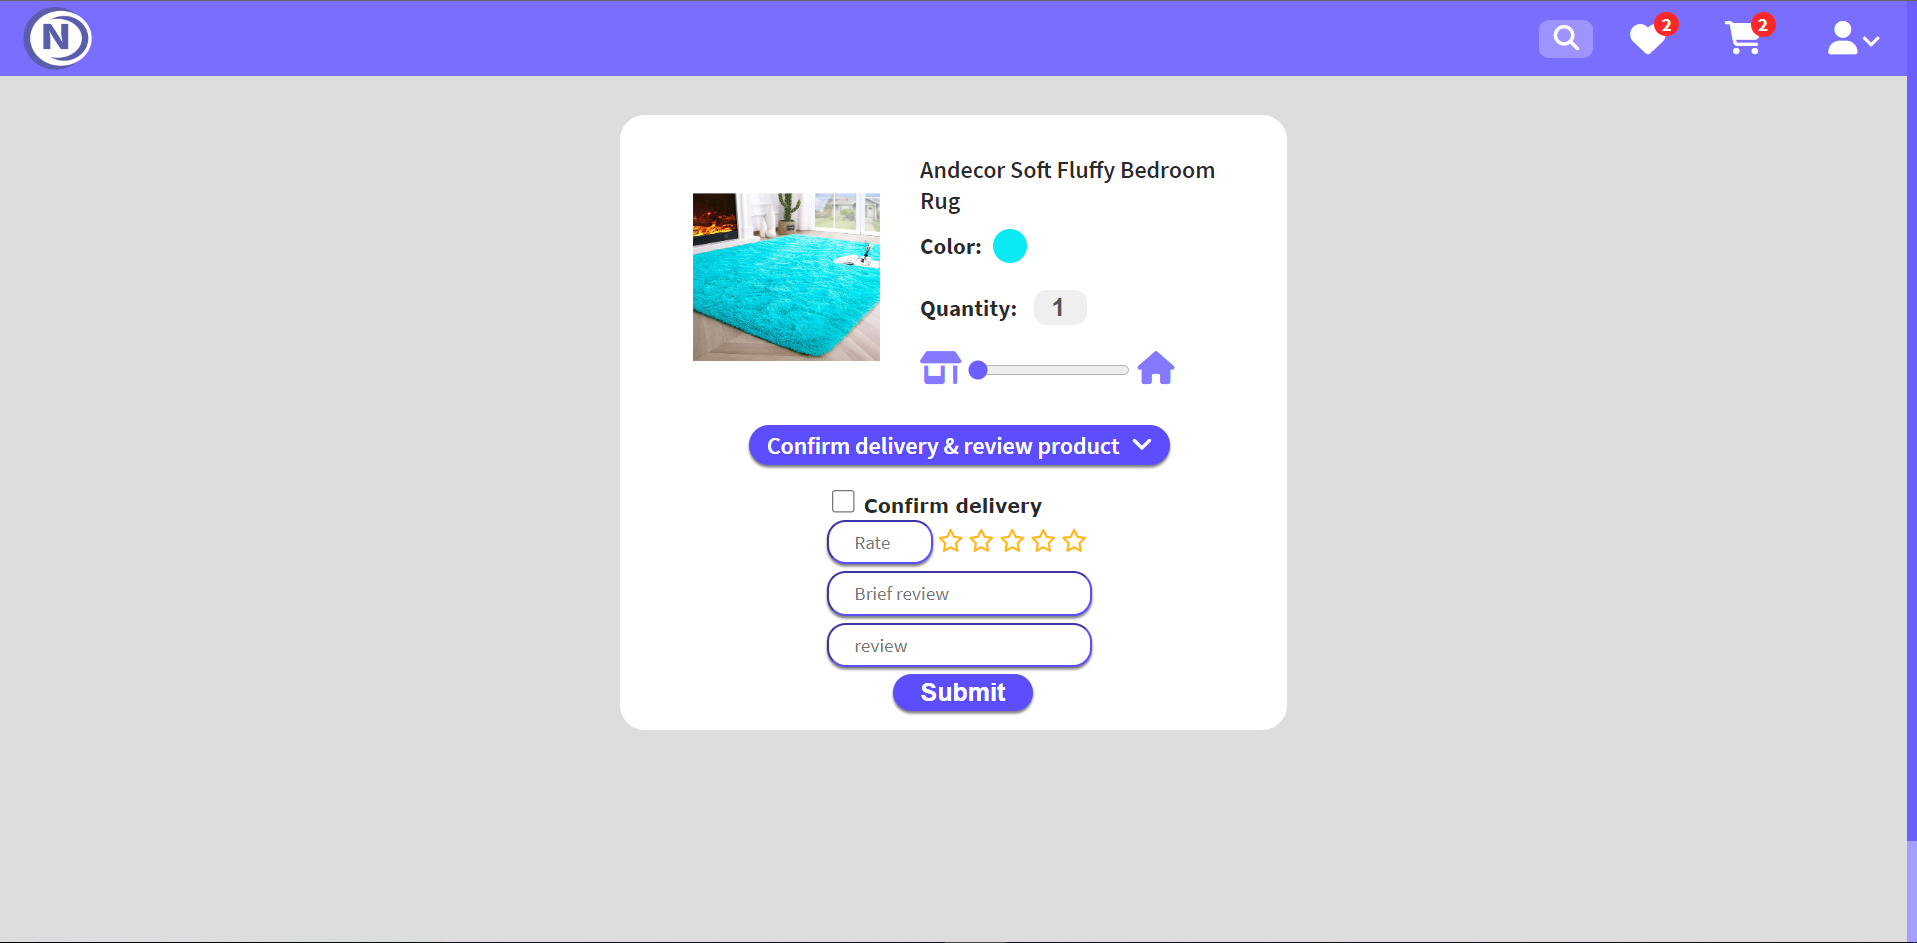 N
2
2
Andecor Soft Fluffy Bedroom
Rug
Color:
Quantity: 1
Confirm delivery & review product
Confirm delivery
Rate
Brief review
review
Submit